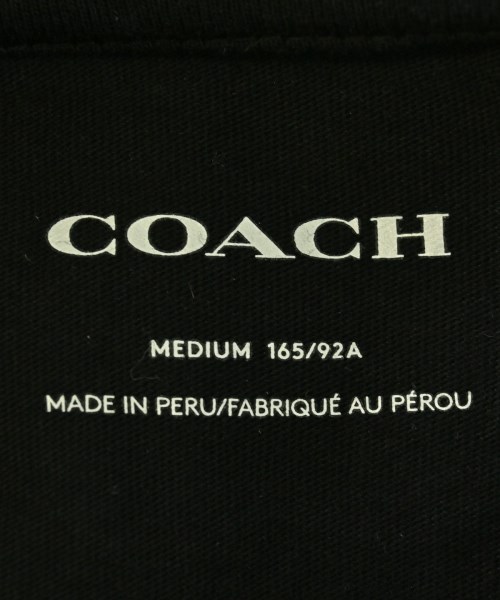 COACH
MEDIUM 165/92A
MADE IN PERU/FABRIQUÉ AU PÉROU